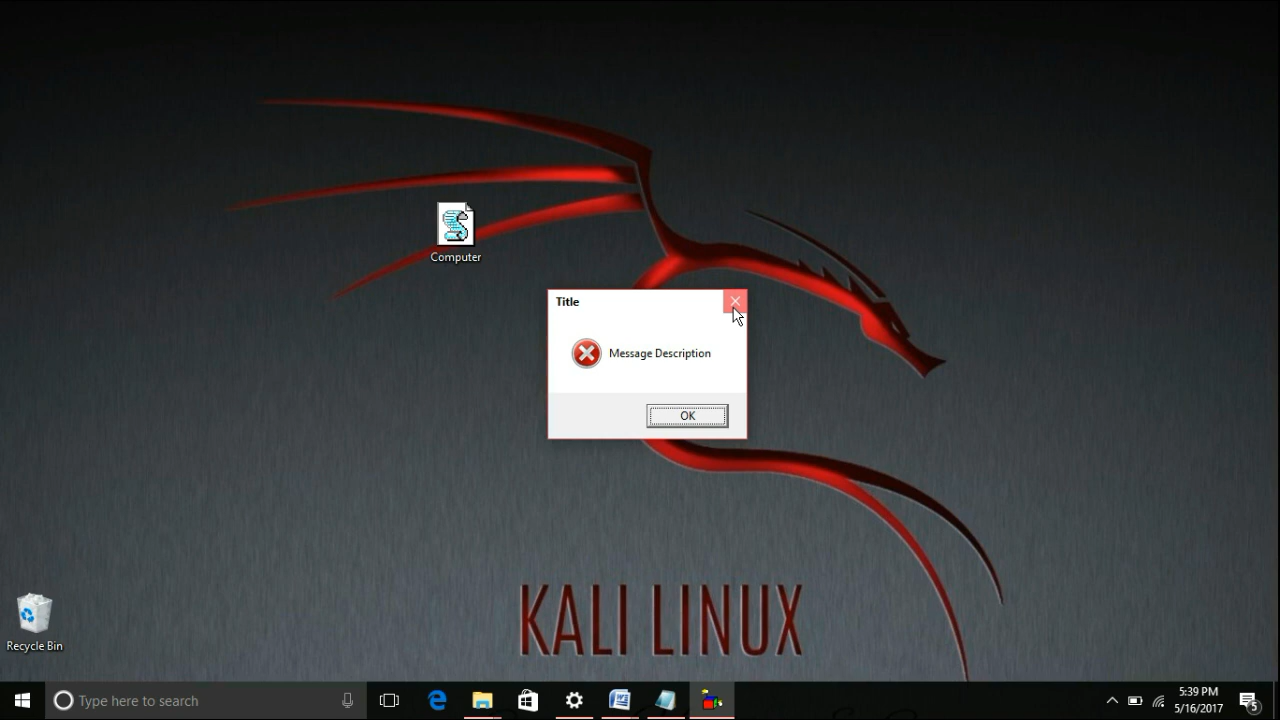 Computer
Title
Message Description
OK
KALI LINUX
Recycle Bin
Type here to search
5:39 PM
5/16/2017
5